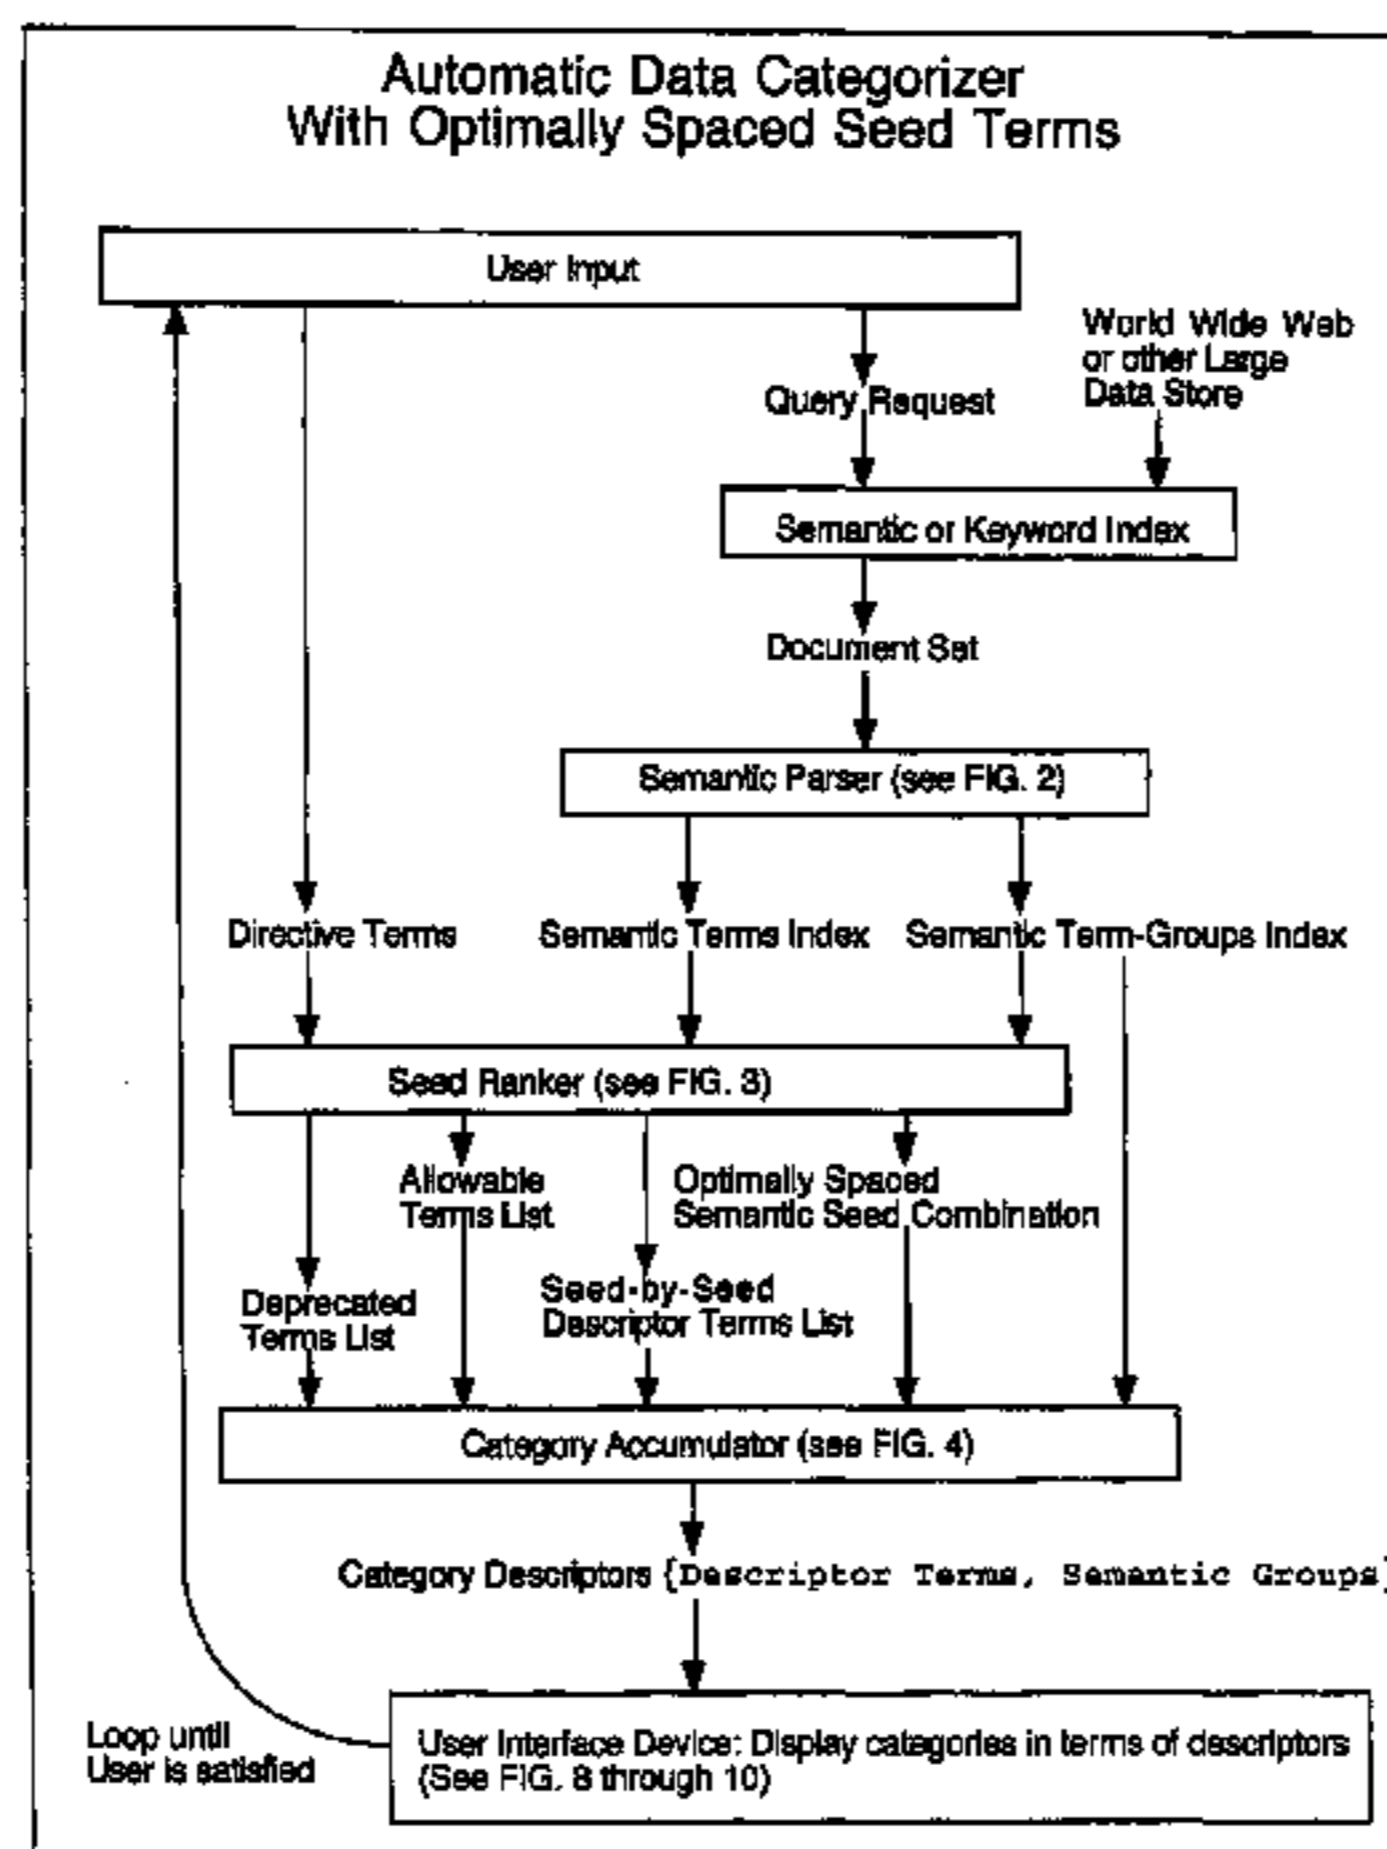 Automatic Data Categorizer
With Optimally Spaced Seed Terms
User Input
World Wide Web
or other Large
Data Store
Query Request
Semantic or Keyword Index
Document Set
Semantic Parser (see FIG. 2)
Directive Terms
Semantic Terms Index
Semantic Term-Groups Index
Seed Ranker (see FIG. 3)
Allowable
Terms List
Optimally Spaced
Semantic Seed Combination
Deprecated
Terms List
Seed-by-Seed
Descriptor Terms List
Category Accumulator (see FIG. 4)
Category Descriptors {Descriptor Terms, Semantic Groups}
Loop until
User is satisfied
User Interface Device: Display categories in terms of descriptors
(See FIG. 8 through 10)